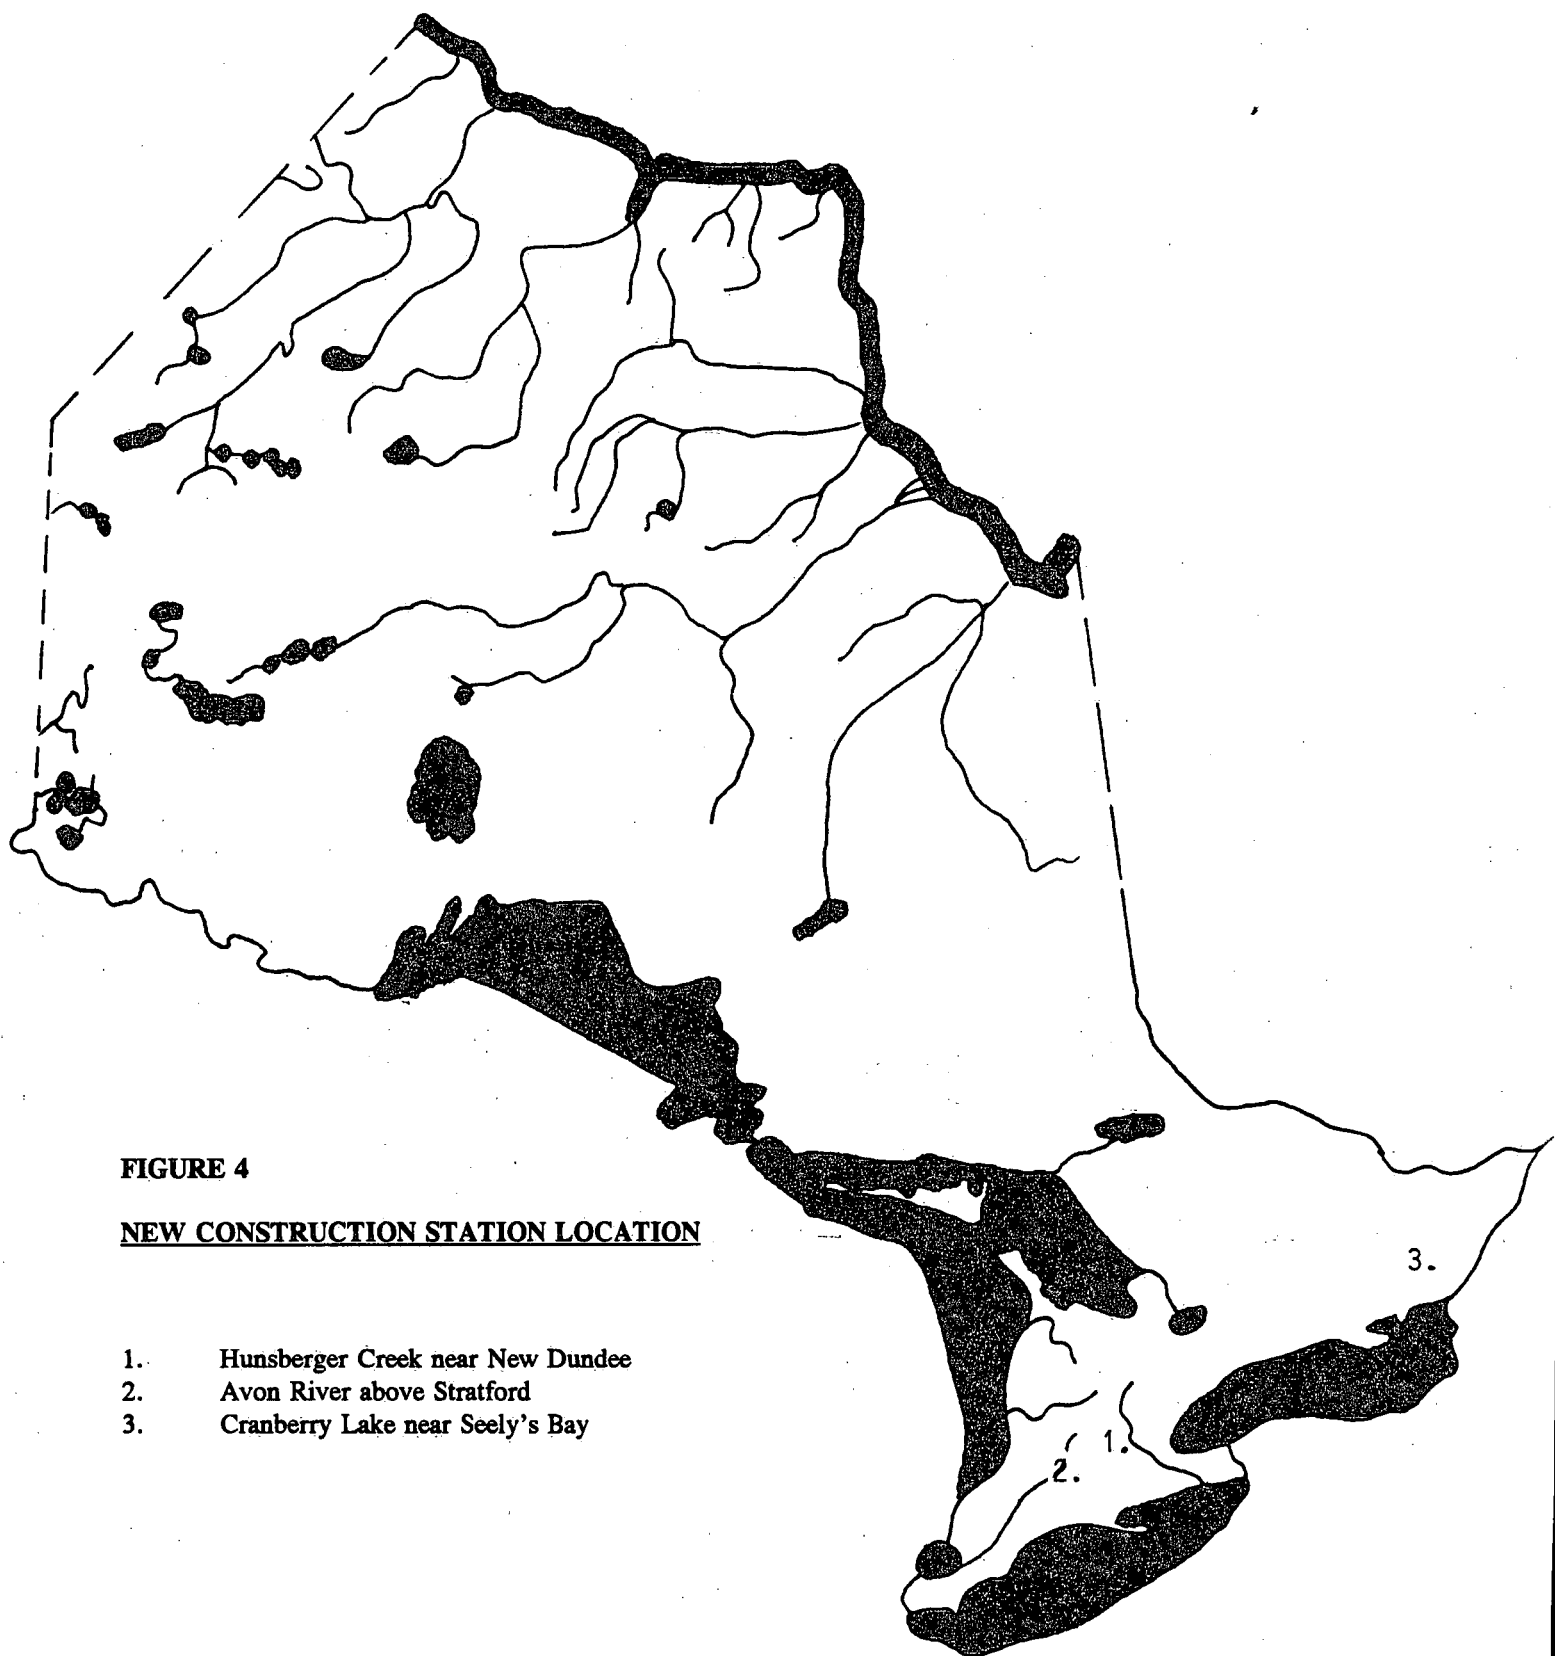 FIGURE 4
NEW CONSTRUCTION STATION LOCATION
1. Hunsberger Creek near New Dundee
2. Avon River above Stratford
3. Cranberry Lake near Seely's Bay
3.
1.
2.